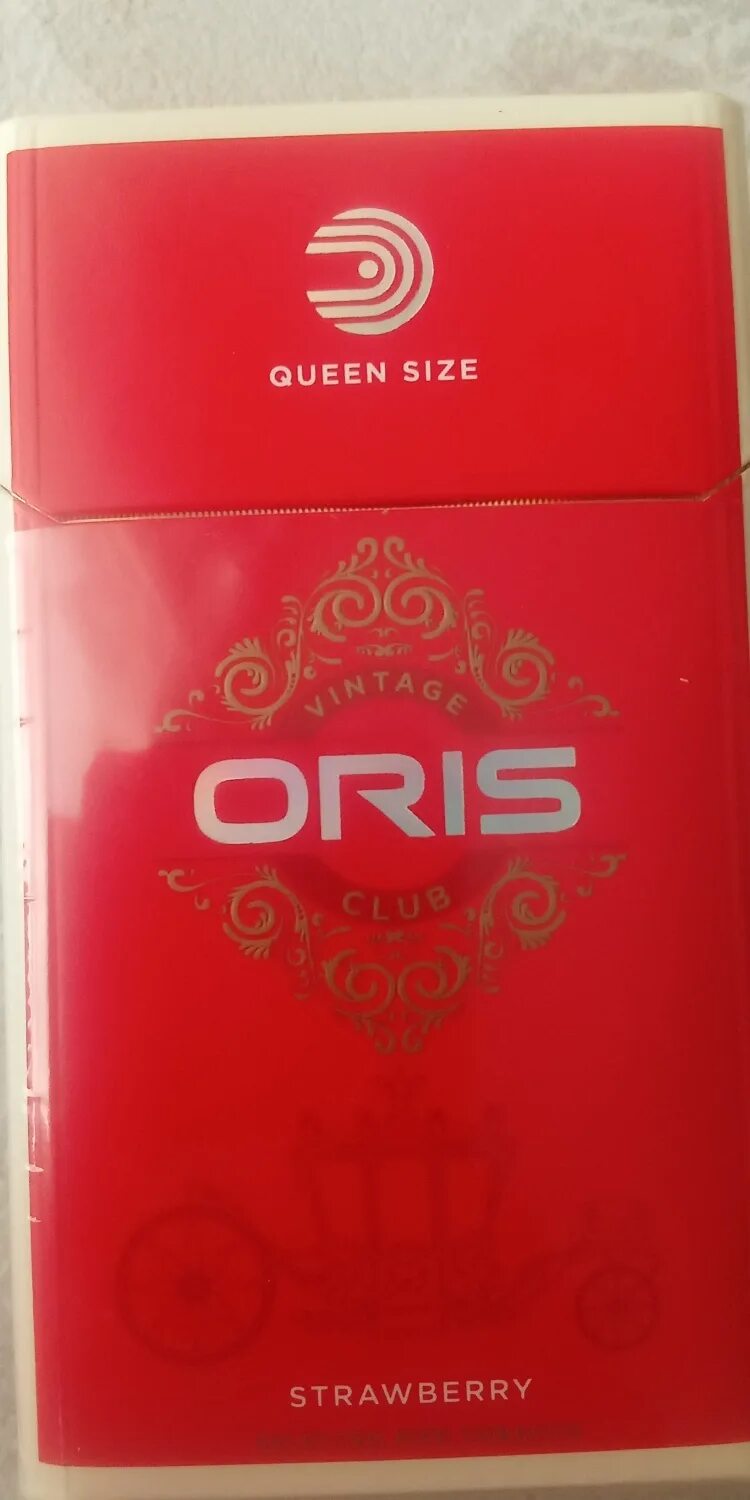 QUEEN SIZE
VINTAGE
ORIS
CLUB
STRAWBERRY